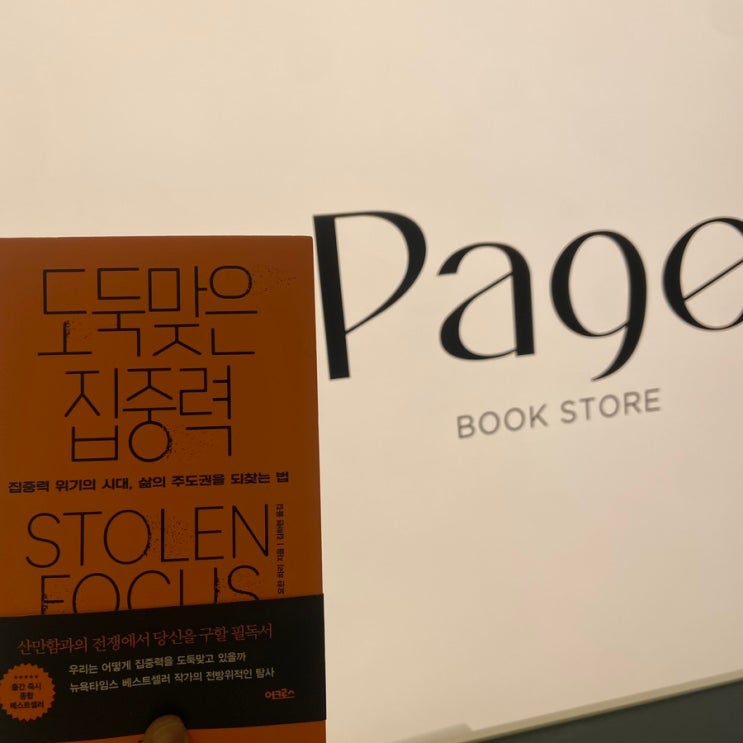 도둑맞은
집중력
집중력 위기의 시대, 삶의 주도권을 되찾는 법
STOLEN
FOCUS
요한 하리 지음 | 김하현 옮김
산만함과의 전쟁에서 당신을 구할 필독서
우리는 어떻게 집중력을 도둑맞고 있을까
뉴욕타임스 베스트셀러 작가의 전방위적인 탐사
★★★★★
출간 즉시
종합
베스트셀러
어크로스
Page
BOOK STORE